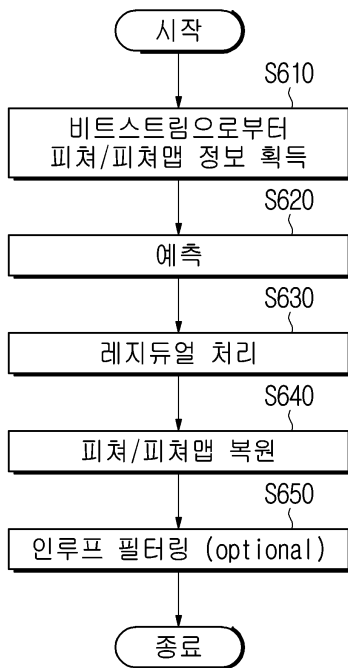 시작
S610
비트스트림으로부터
피쳐/피쳐맵 정보 획득
S620
예측
S630
레지듀얼 처리
S640
피쳐/피쳐맵 복원
S650
인루프 필터링 (optional)
종료